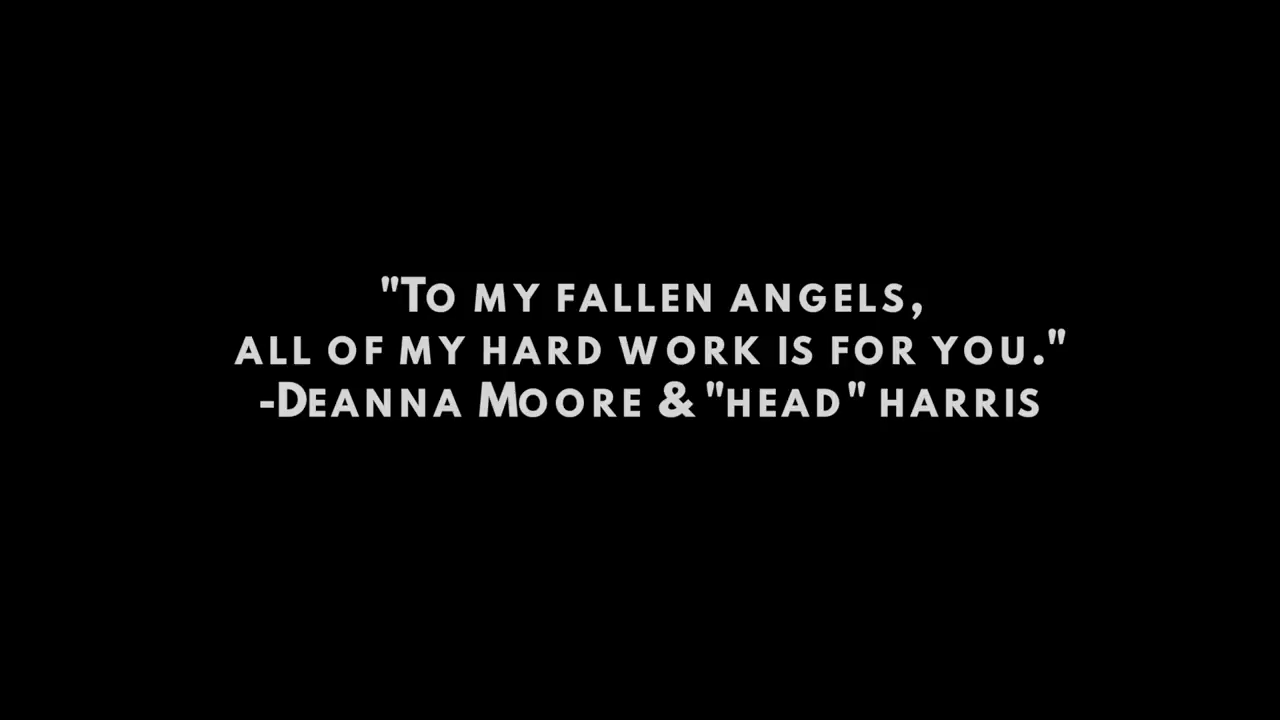 "To my fallen angels,
all of my hard work is for you."
-Deanna Moore & "head" harris